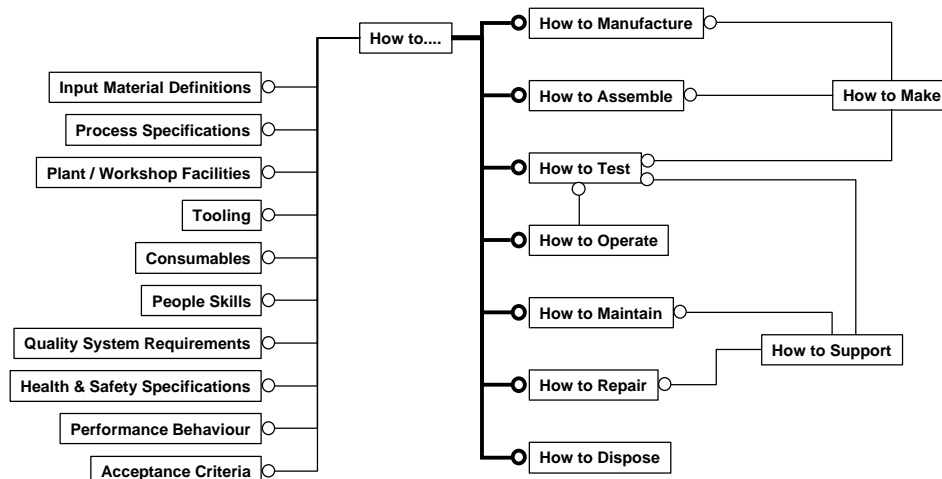 How to....
Input Material Definitions
Process Specifications
Plant / Workshop Facilities
Tooling
Consumables
People Skills
Quality System Requirements
Health & Safety Specifications
Performance Behaviour
Acceptance Criteria
How to Manufacture
How to Assemble
How to Test
How to Operate
How to Maintain
How to Repair
How to Dispose
How to Make
How to Support